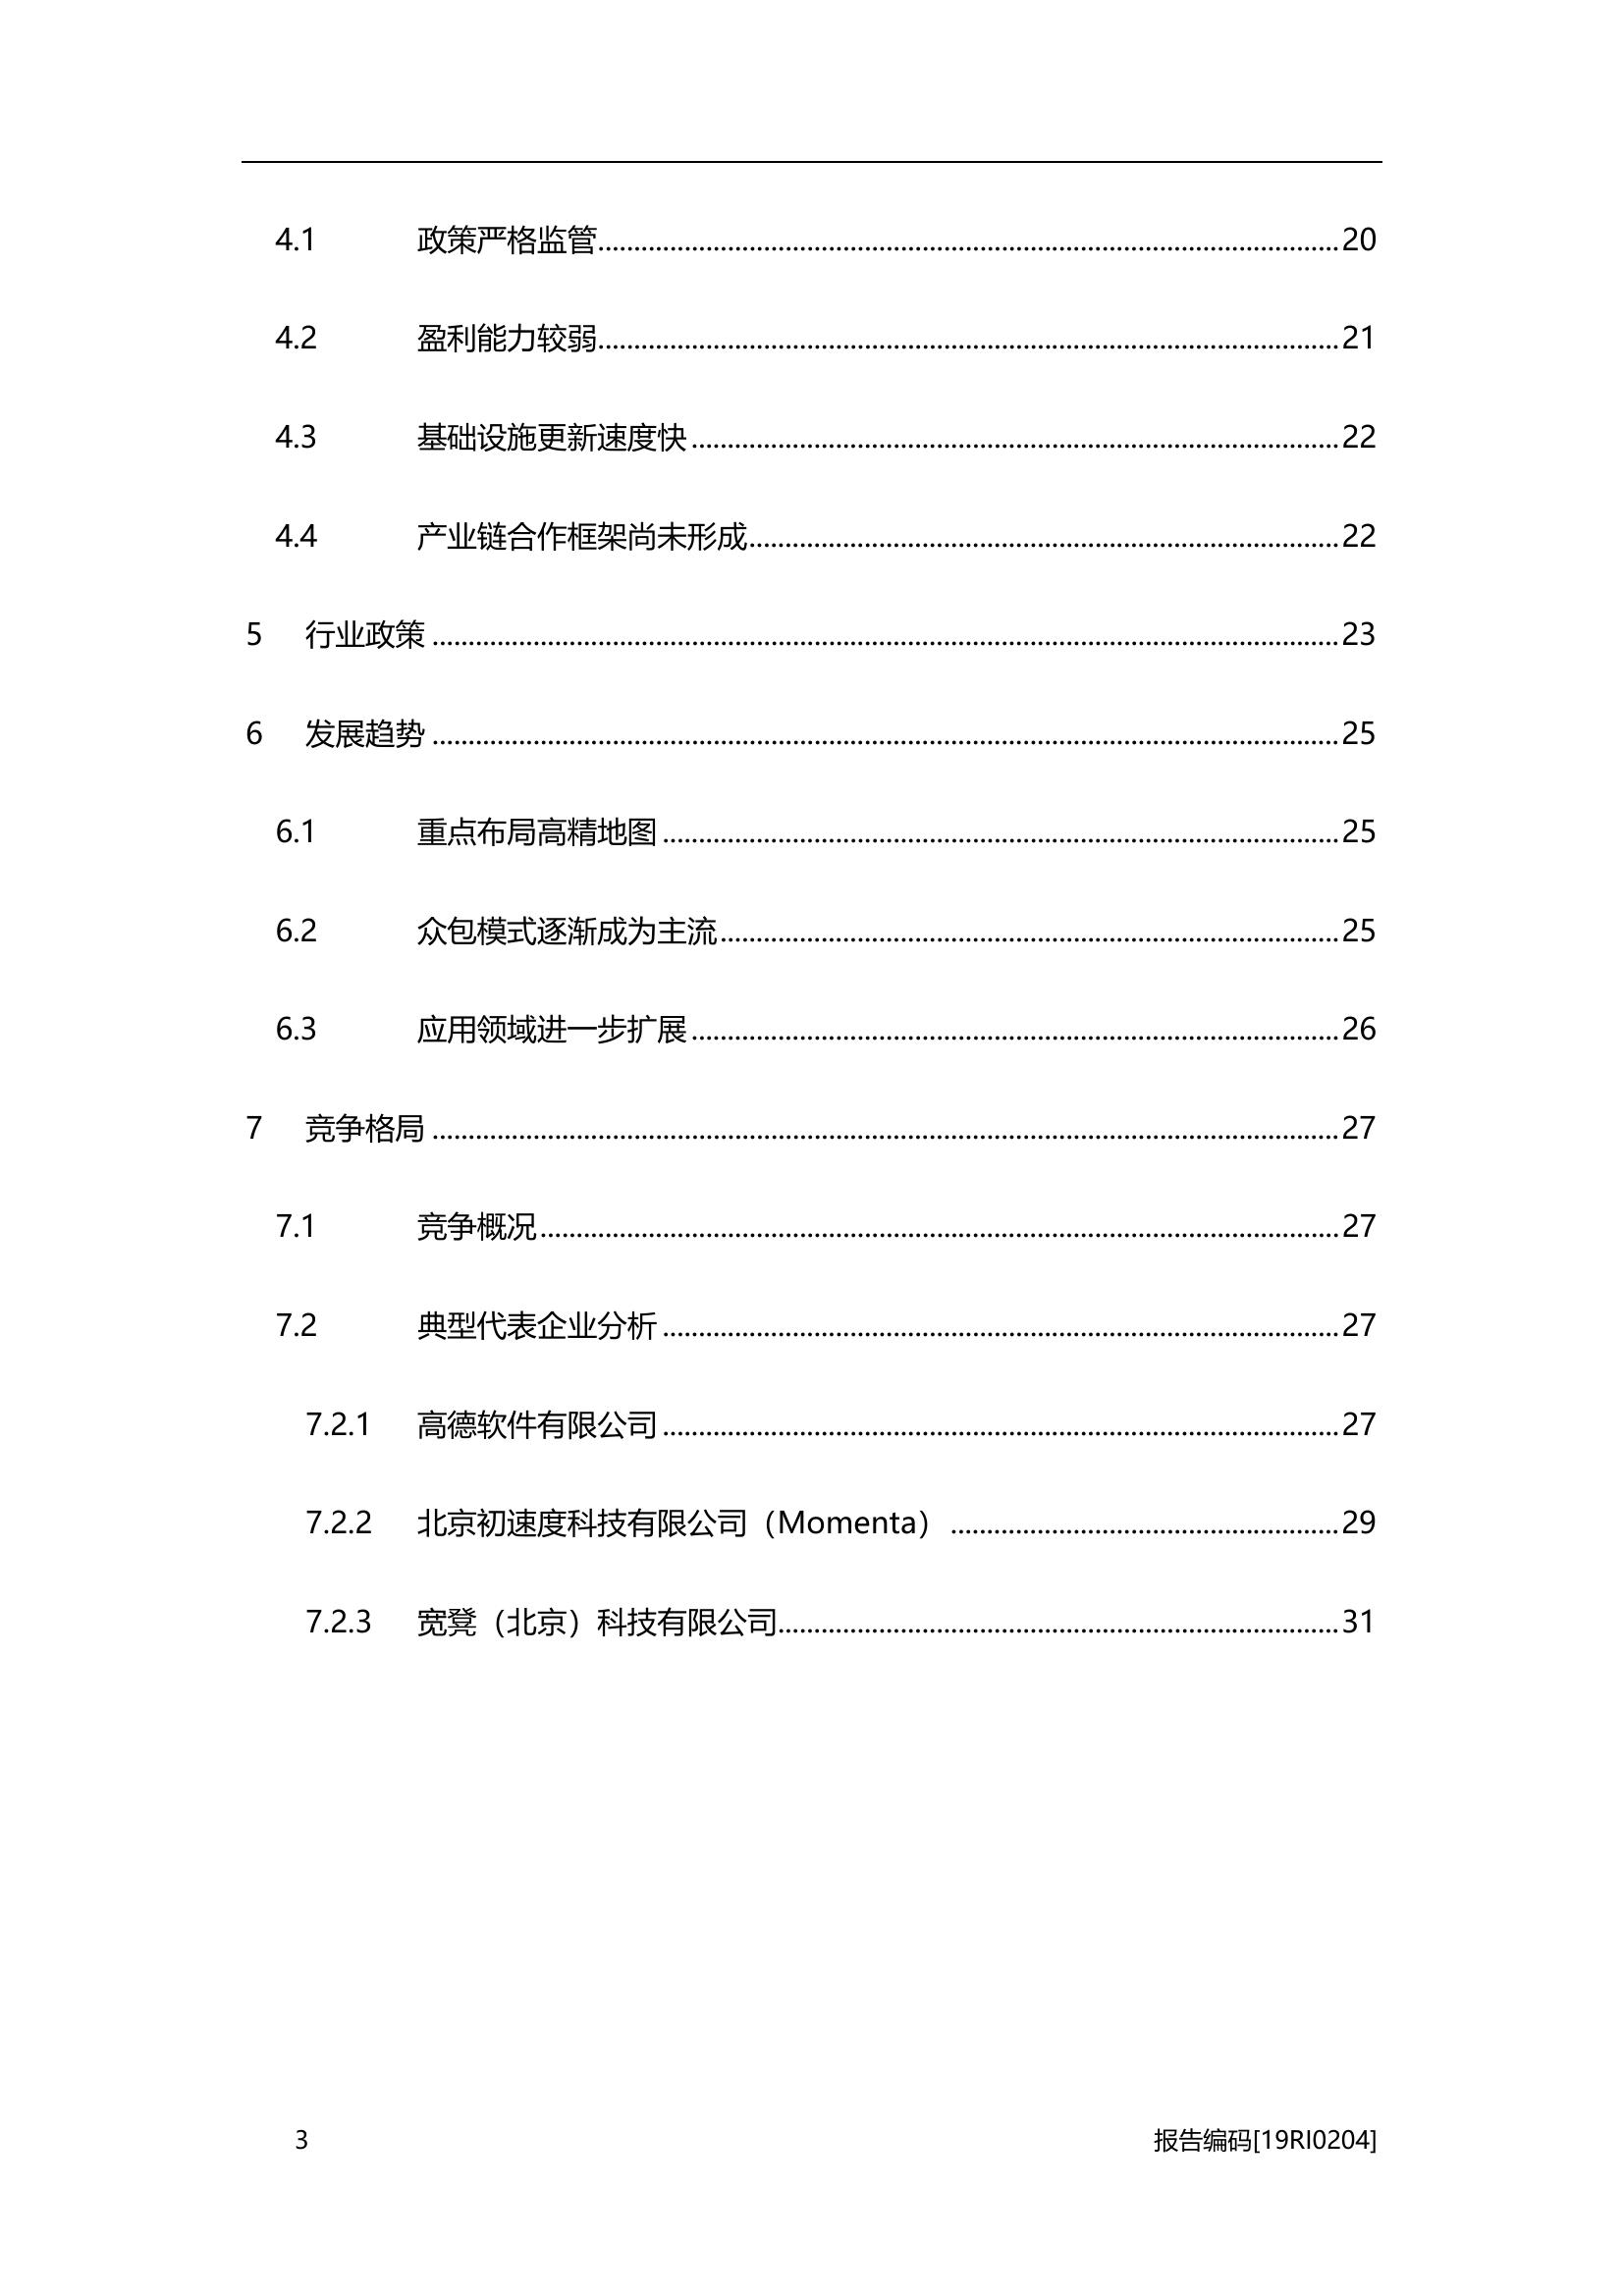 4.1 政策严格监管........................................20
4.2 盈利能力较弱........................................21
4.3 基础设施更新速度快........................................22
4.4 产业链合作框架尚未形成........................................22
5 行业政策........................................23
6 发展趋势........................................25
6.1 重点布局高精地图........................................25
6.2 众包模式逐渐成为主流........................................25
6.3 应用领域进一步扩展........................................26
7 竞争格局........................................27
7.1 竞争概况........................................27
7.2 典型代表企业分析........................................27
7.2.1 高德软件有限公司........................................27
7.2.2 北京初速度科技有限公司（Momenta）........................................29
7.2.3 宽凳（北京）科技有限公司........................................31
3 报告编码[19RI0204]